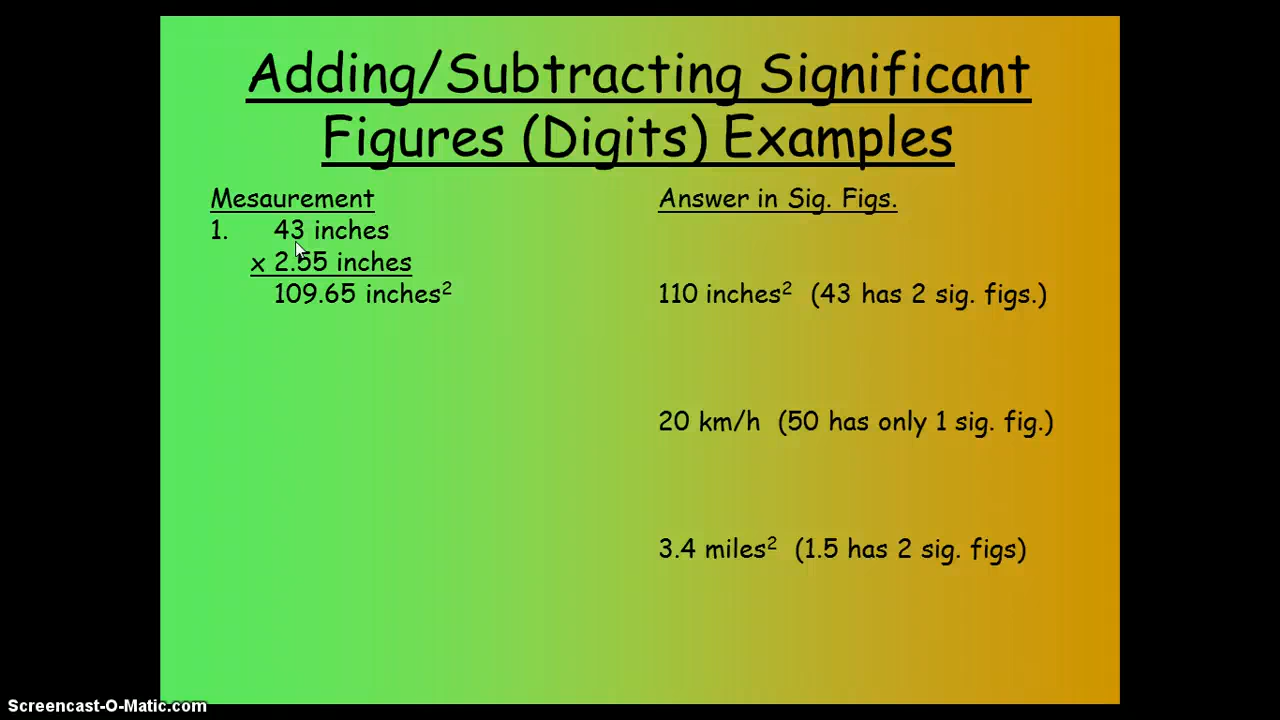 Adding/Subtracting Significant
Figures (Digits) Examples
Mesaurement
Answer in Sig. Figs.
1. 43 inches
x 2.55 inches
109.65 inches²
110 inches² (43 has 2 sig. figs.)
20 km/h (50 has only 1 sig. fig.)
3.4 miles² (1.5 has 2 sig. figs)
Screencast-O-Matic.com